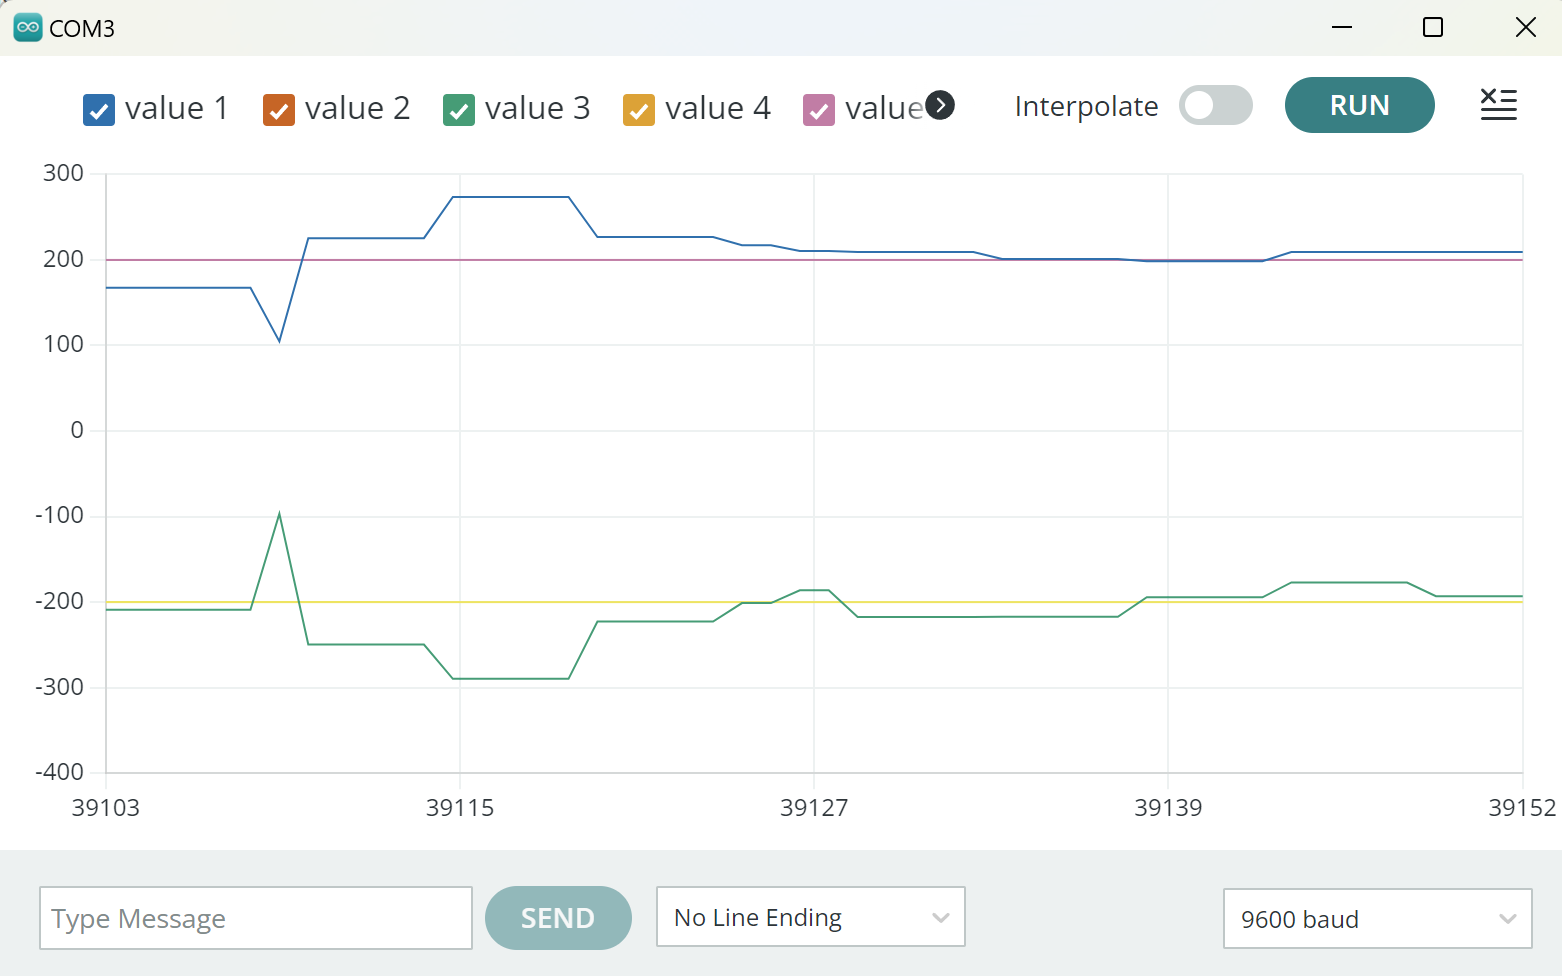 COM3
value 1 value 2 value 3 value 4 value Interpolate RUN
300
200
100
0
-100
-200
-300
-400
39103 39115 39127 39139 39152
Type Message SEND No Line Ending 9600 baud